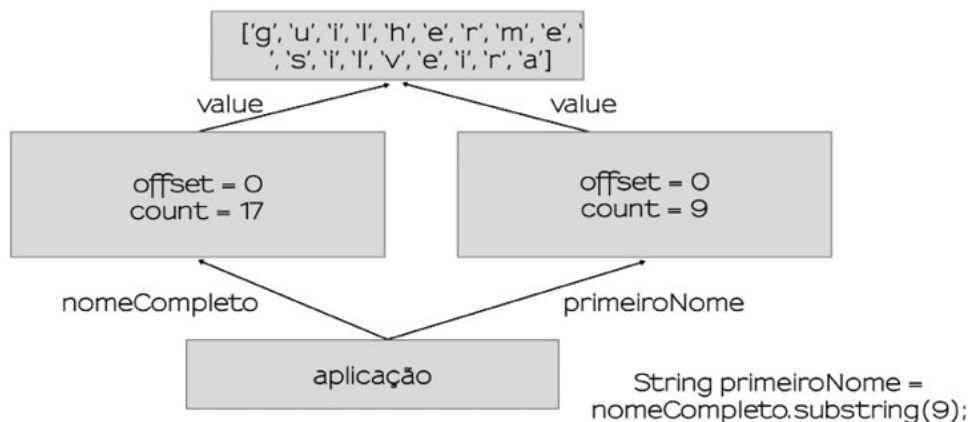 ['g', 'u', 'i', 'l', 'h', 'e', 'r', 'm', 'e', '
', 's', 'i', 'l', 'v', 'e', 'i', 'r', 'a']
value
value
offset = 0
count = 17
offset = 0
count = 9
nomeCompleto
primeiroNome
aplicação
String primeiroNome =
nomeCompleto.substring(9);